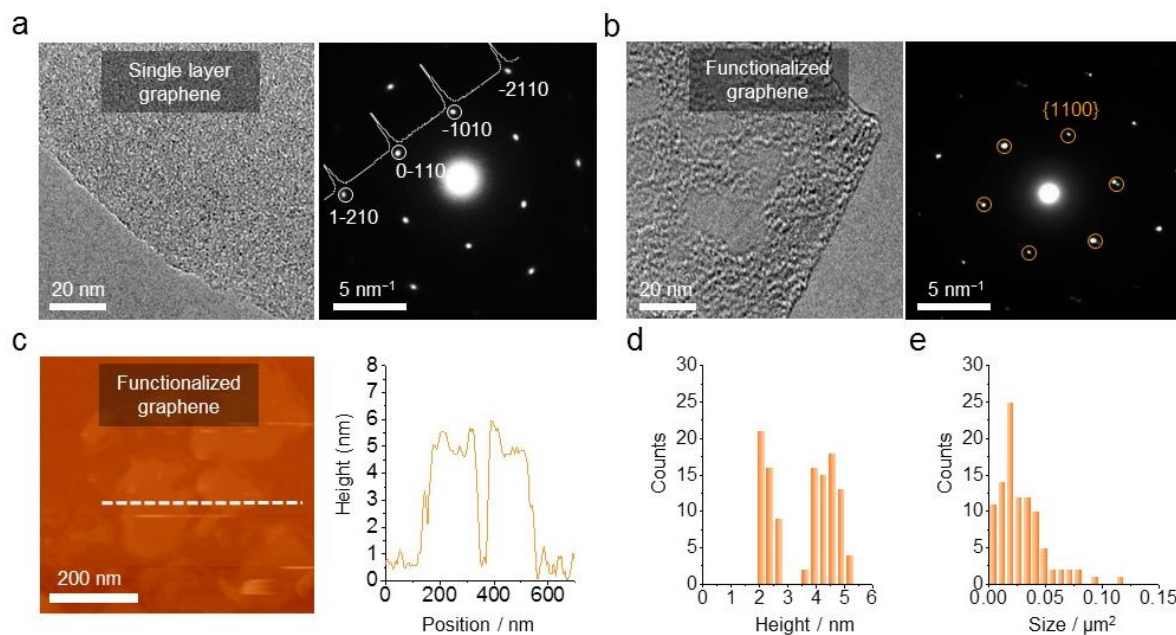 a
Single layer
graphene
20 nm
-2110
-1010
0-110
1-210
5 nm⁻¹
b
Functionalized
graphene
20 nm
{1100}
5 nm⁻¹
c
Functionalized
graphene
200 nm
Height (nm)
8
7
6
5
4
3
2
1
0
0 200 400 600
Position / nm
d
Counts
30
25
20
15
10
5
0
0 1 2 3 4 5 6
Height / nm
e
Counts
30
25
20
15
10
5
0
0.00 0.05 0.10 0.15
Size / μm²